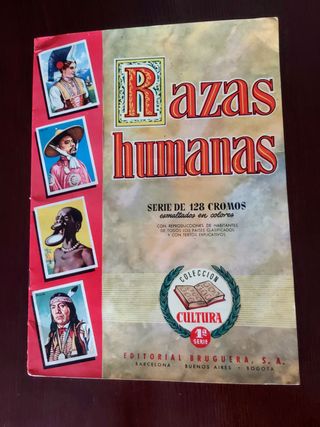 Razas
humanas
SERIE DE 128 CROMOS
esmaltados en colores
CON REPRODUCCIONES DE HABITANTES
DE TODOS LOS PAISES CLASIFICADOS
Y CON TEXTOS EXPLICATIVOS
COLECCION
CULTURA
1ª
SERIE
EDITORIAL BRUGUERA, S. A.
BARCELONA BUENOS AIRES • BOGOTA